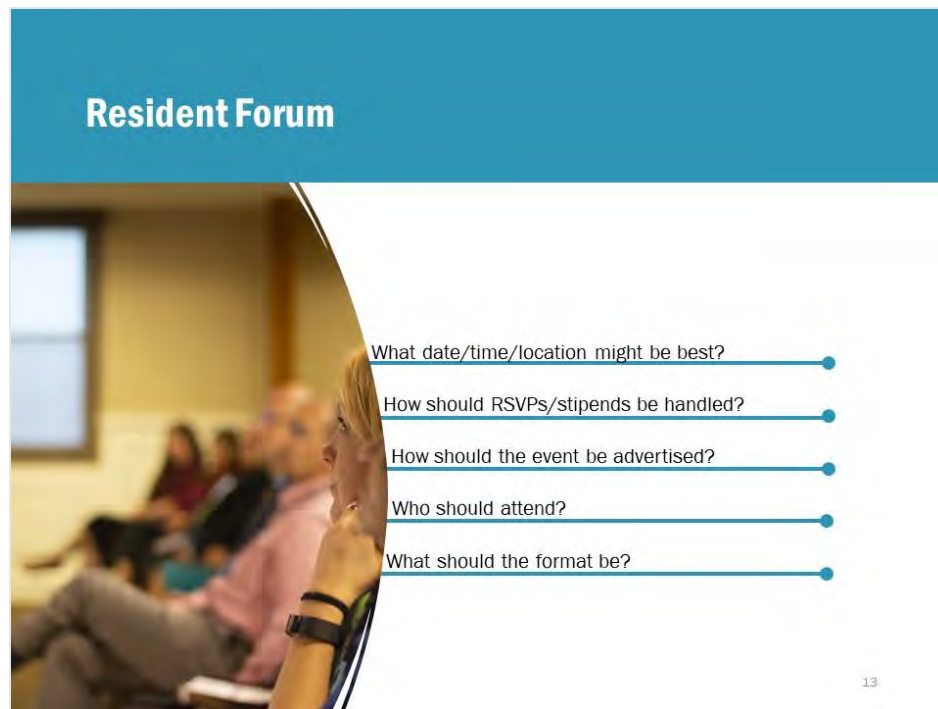 Resident Forum
What date/time/location might be best?
How should RSVPs/stipends be handled?
How should the event be advertised?
Who should attend?
What should the format be?
13